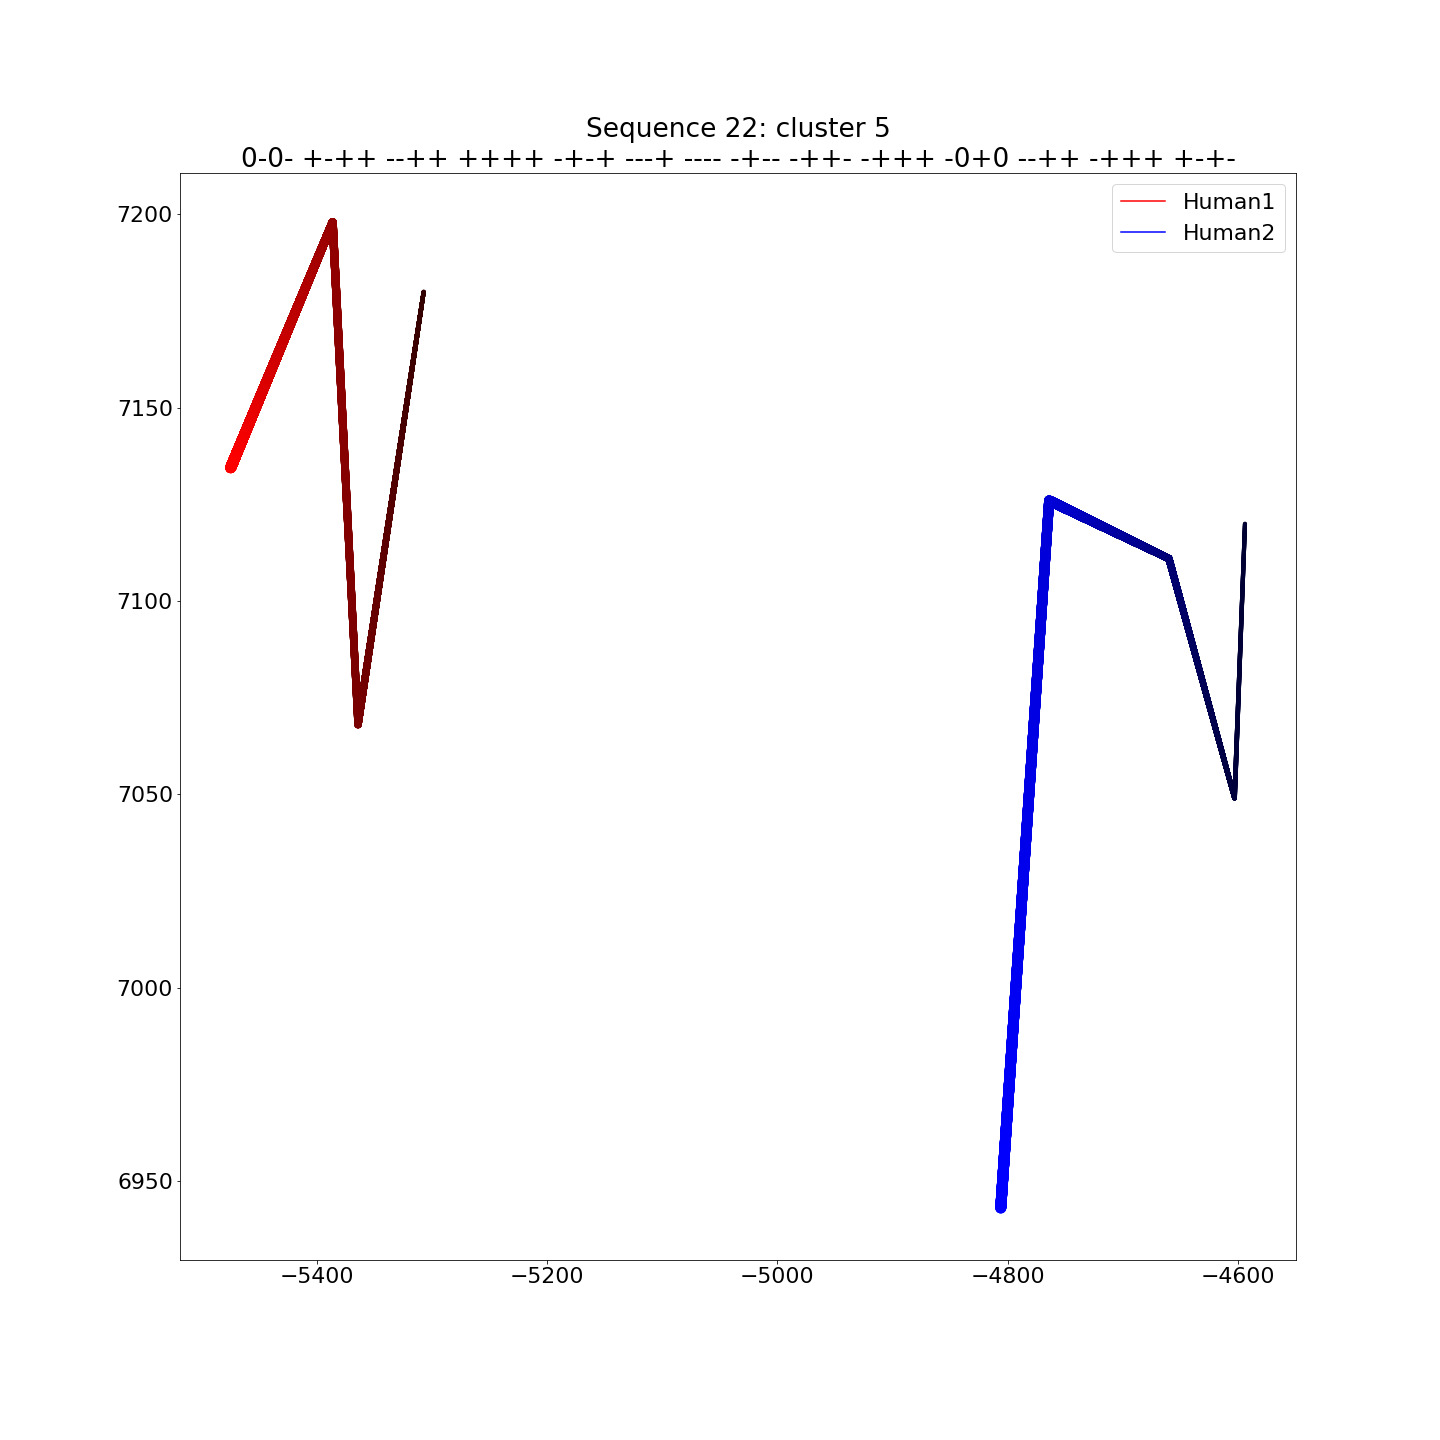 Sequence 22: cluster 5
0-0- +-++ --++ ++++ -+-+ ---+ ---- -+-- -++- -+++ -0+0 --++ -+++ +-+-
Human1
Human2
7200
7150
7100
7050
7000
6950
−5400 −5200 −5000 −4800 −4600